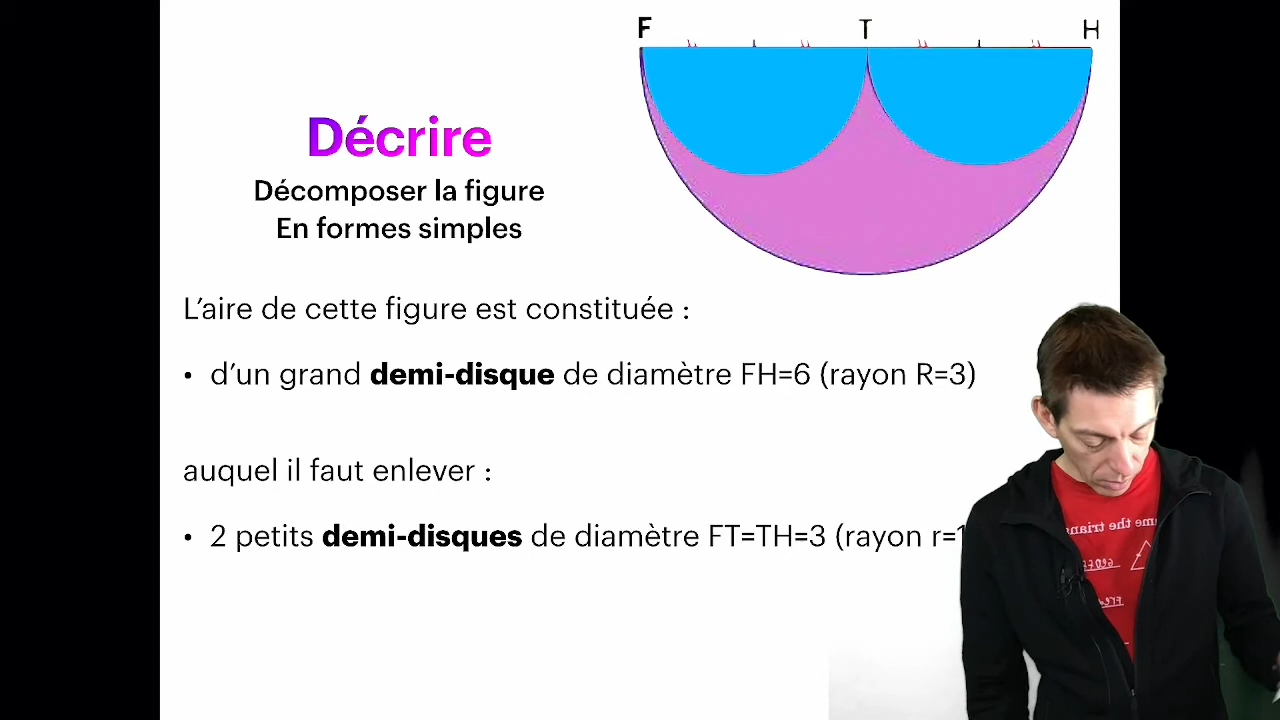 F T H
Décrire
Décomposer la figure
En formes simples
L'aire de cette figure est constituée :
• d'un grand demi-disque de diamètre FH=6 (rayon R=3)
auquel il faut enlever :
• 2 petits demi-disques de diamètre FT=TH=3 (rayon r=1